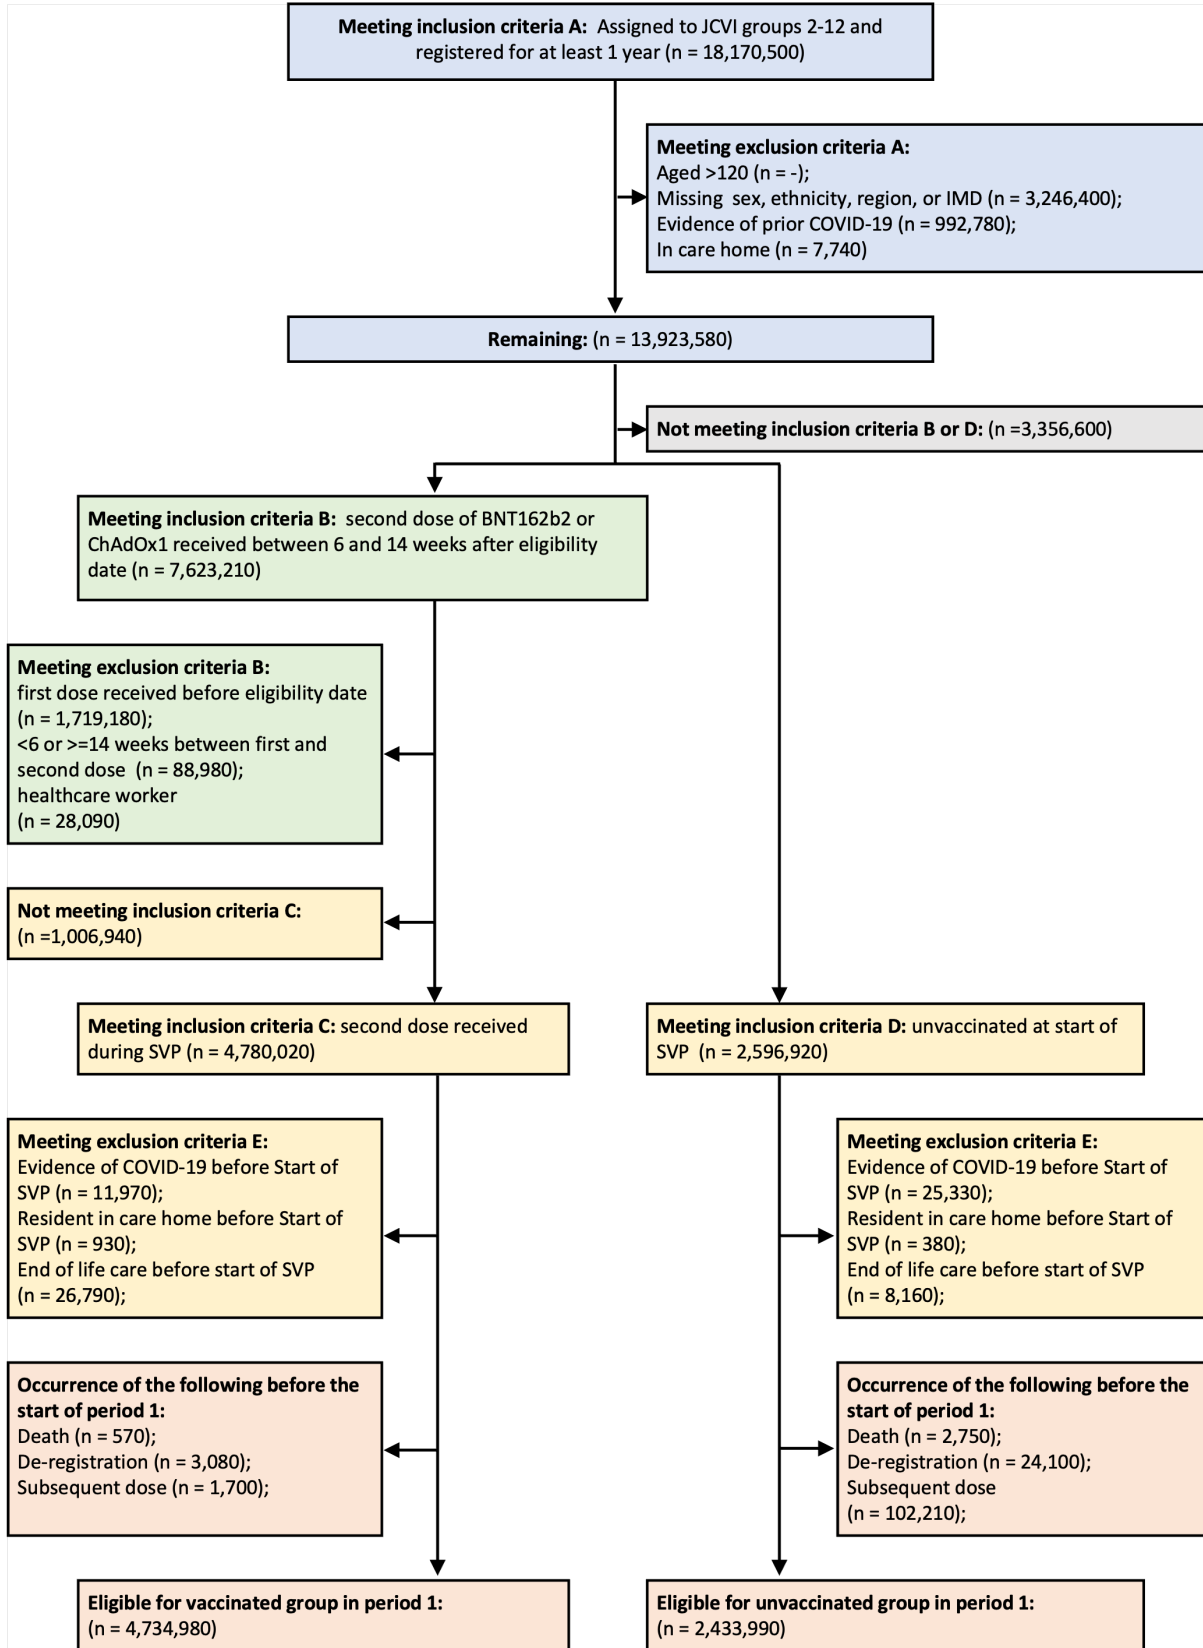 Meeting inclusion criteria A:  Assigned to JCVI groups 2-12 and
registered for at least 1 year (n = 18,170,500)
Meeting exclusion criteria A:
Aged >120 (n = -);
Missing  sex, ethnicity, region, or IMD (n = 3,246,400);
Evidence of prior COVID-19 (n = 992,780);
In care home (n = 7,740)
Remaining: (n = 13,923,580)
Not meeting inclusion criteria B or D: (n =3,356,600)
Meeting inclusion criteria B:  second dose of BNT162b2 or
ChAdOx1 received between 6 and 14 weeks after eligibility
date (n = 7,623,210)
Meeting exclusion criteria B:
first dose received before eligibility date
(n = 1,719,180);
<6 or >=14 weeks between first and
second dose  (n = 88,980);
healthcare worker
(n = 28,090)
Not meeting inclusion criteria C:
(n =1,006,940)
Meeting inclusion criteria C: second dose received
during SVP (n = 4,780,020)
Meeting inclusion criteria D: unvaccinated at start of
SVP  (n = 2,596,920)
Meeting exclusion criteria E:
Evidence of COVID-19 before Start of
SVP (n = 11,970);
Resident in care home before Start of
SVP (n = 930);
End of life care before start of SVP
(n = 26,790);
Meeting exclusion criteria E:
Evidence of COVID-19 before Start of
SVP (n = 25,330);
Resident in care home before Start of
SVP (n = 380);
End of life care before start of SVP
(n = 8,160);
Occurrence of the following before the
start of period 1:
Death (n = 570);
De-registration (n = 3,080);
Subsequent dose (n = 1,700);
Occurrence of the following before the
start of period 1:
Death (n = 2,750);
De-registration (n = 24,100);
Subsequent dose
(n = 102,210);
Eligible for vaccinated group in period 1:
(n = 4,734,980)
Eligible for unvaccinated group in period 1:
(n = 2,433,990)